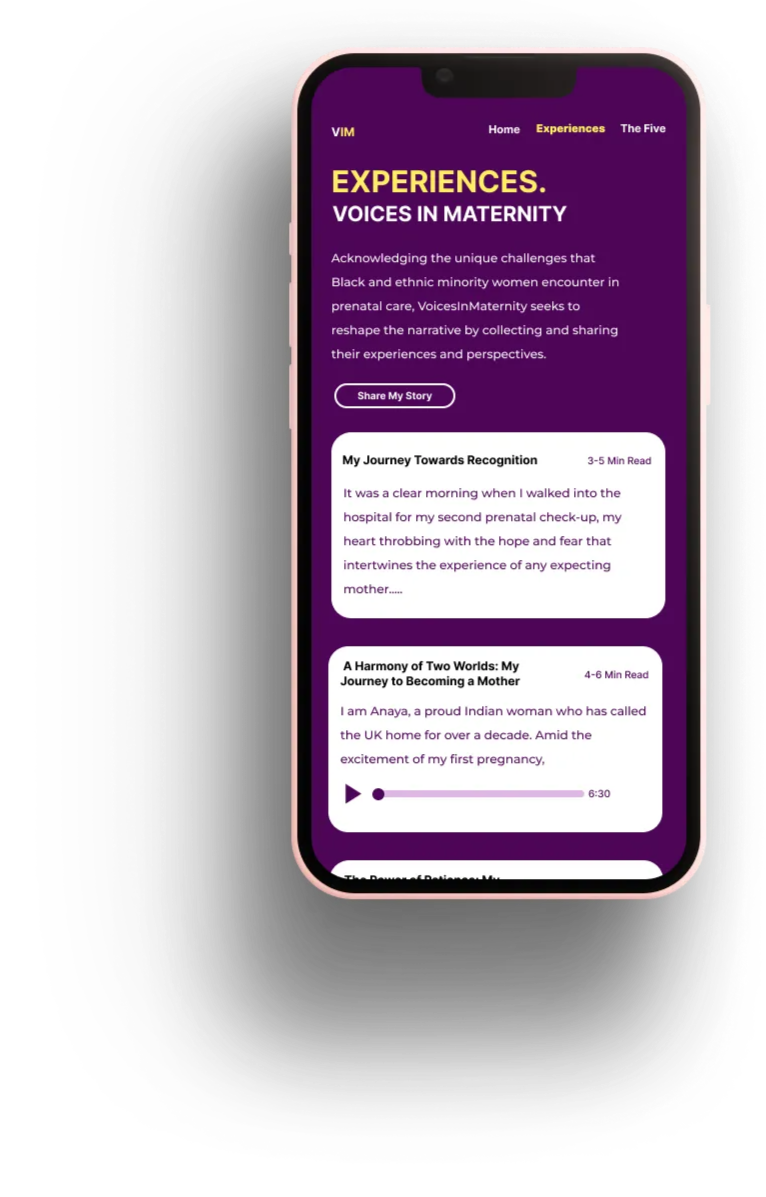 VIM
Home Experiences The Five
EXPERIENCES.
VOICES IN MATERNITY
Acknowledging the unique challenges that
Black and ethnic minority women encounter in
prenatal care, VoicesInMaternity seeks to
reshape the narrative by collecting and sharing
their experiences and perspectives.
Share My Story
My Journey Towards Recognition
3-5 Min Read
It was a clear morning when I walked into the
hospital for my second prenatal check-up, my
heart throbbing with the hope and fear that
intertwines the experience of any expecting
mother.....
A Harmony of Two Worlds: My
Journey to Becoming a Mother
4-6 Min Read
I am Anaya, a proud Indian woman who has called
the UK home for over a decade. Amid the
excitement of my first pregnancy,
6:30
The Power of Patience: My